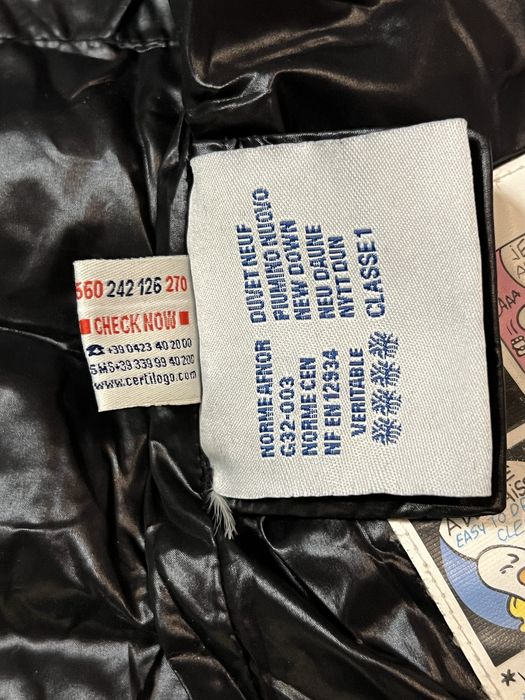 560 242 126 270
CHECK NOW
+39 0423 40 20 00
SMS+39 339 99 40 200
www.certilogo.com
NORME AFNOR
G32-003
NORME CEN
NF EN 12934
VERITABLE
DUVET NEUF
PIUMINO NUOVO
NEW DOWN
NEU DAUNE
NYTT DUN
CLASSE 1
EASY TO